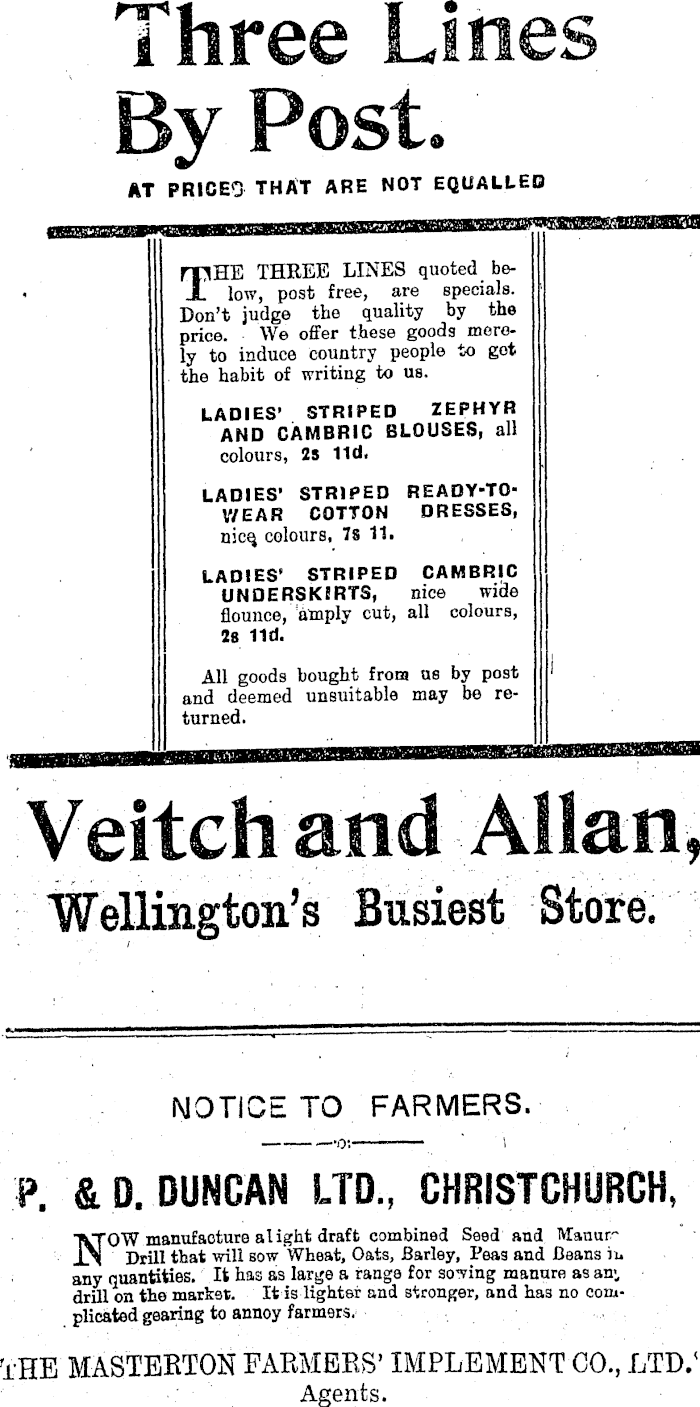 Three Lines
By Post.
AT PRICES THAT ARE NOT EQUALLED
THE THREE LINES quoted be-
low, post free, are specials.
Don't judge the quality by the
price. We offer these goods mere-
ly to induce country people to get
the habit of writing to us.
LADIES' STRIPED ZEPHYR
AND CAMBRIC BLOUSES, all
colours, 2s 11d.
LADIES' STRIPED READY-TO-
WEAR COTTON DRESSES,
nice colours, 7s 11.
LADIES' STRIPED CAMBRIC
UNDERSKIRTS, nice wide
flounce, amply cut, all colours,
2s 11d.
All goods bought from us by post
and deemed unsuitable may be re-
turned.
Veitch and Allan,
Wellington's Busiest Store.
NOTICE TO FARMERS.
P. & D. DUNCAN LTD., CHRISTCHURCH,
NOW manufacture a light draft combined Seed and Manure
Drill that will sow Wheat, Oats, Barley, Peas and Beans in
any quantities. It has as large a range for sowing manure as any
drill on the market. It is lighter and stronger, and has no com-
plicated gearing to annoy farmers.
THE MASTERTON FARMERS' IMPLEMENT CO., LTD.
Agents.